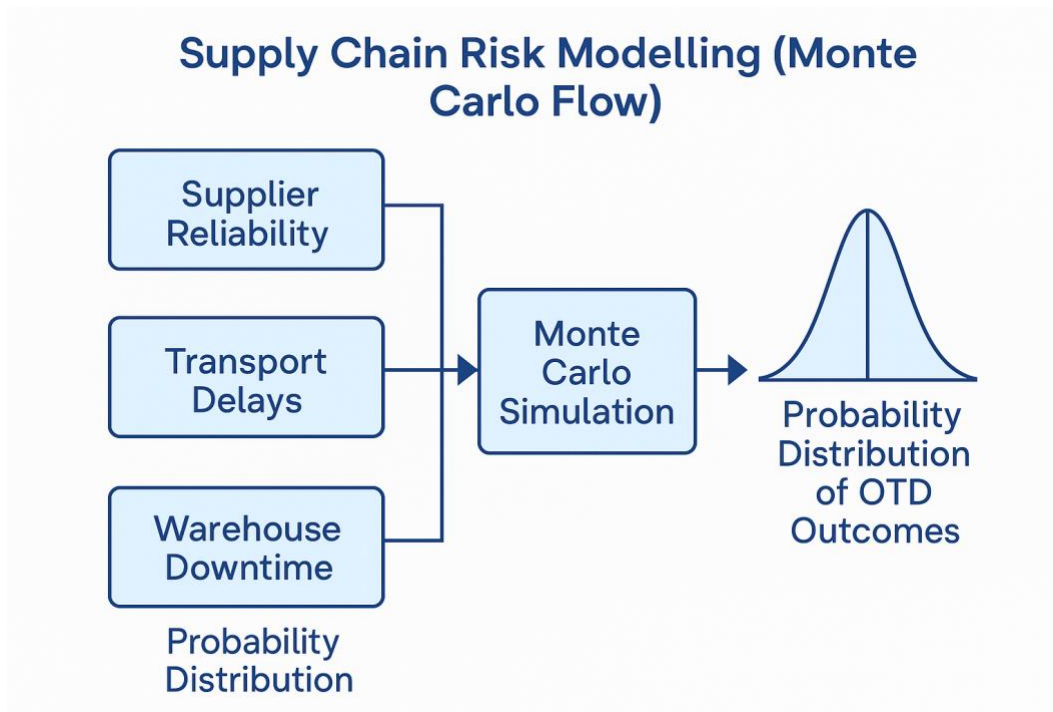 Supply Chain Risk Modelling (Monte
Carlo Flow)
Supplier
Reliability
Transport
Delays
Warehouse
Downtime
Probability
Distribution
Monte
Carlo
Simulation
Probability
Distribution
of OTD
Outcomes